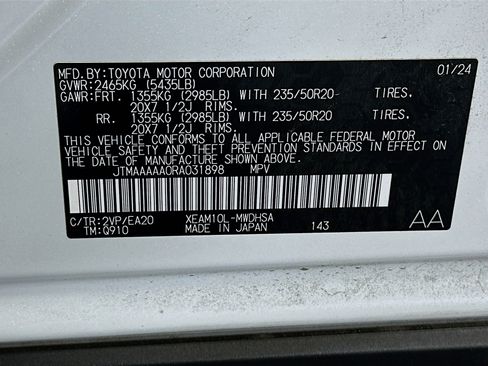 MFD.BY:TOYOTA MOTOR CORPORATION 01/24
GVWR:2465KG (5435LB)
GAWR:FRT. 1355KG (2985LB) WITH 235/50R20 TIRES.
20X7 1/2J RIMS.
RR. 1355KG (2985LB) WITH 235/50R20 TIRES.
20X7 1/2J RIMS.
THIS VEHICLE CONFORMS TO ALL APPLICABLE FEDERAL MOTOR
VEHICLE SAFETY AND THEFT PREVENTION STANDARDS IN EFFECT
ON THE DATE OF MANUFACTURE SHOWN ABOVE.
JTMAAAAA0RA031898 MPV
C/TR:2VP/EA20 XEAM10L-MWDHSA AA
TM:Q910 MADE IN JAPAN 143